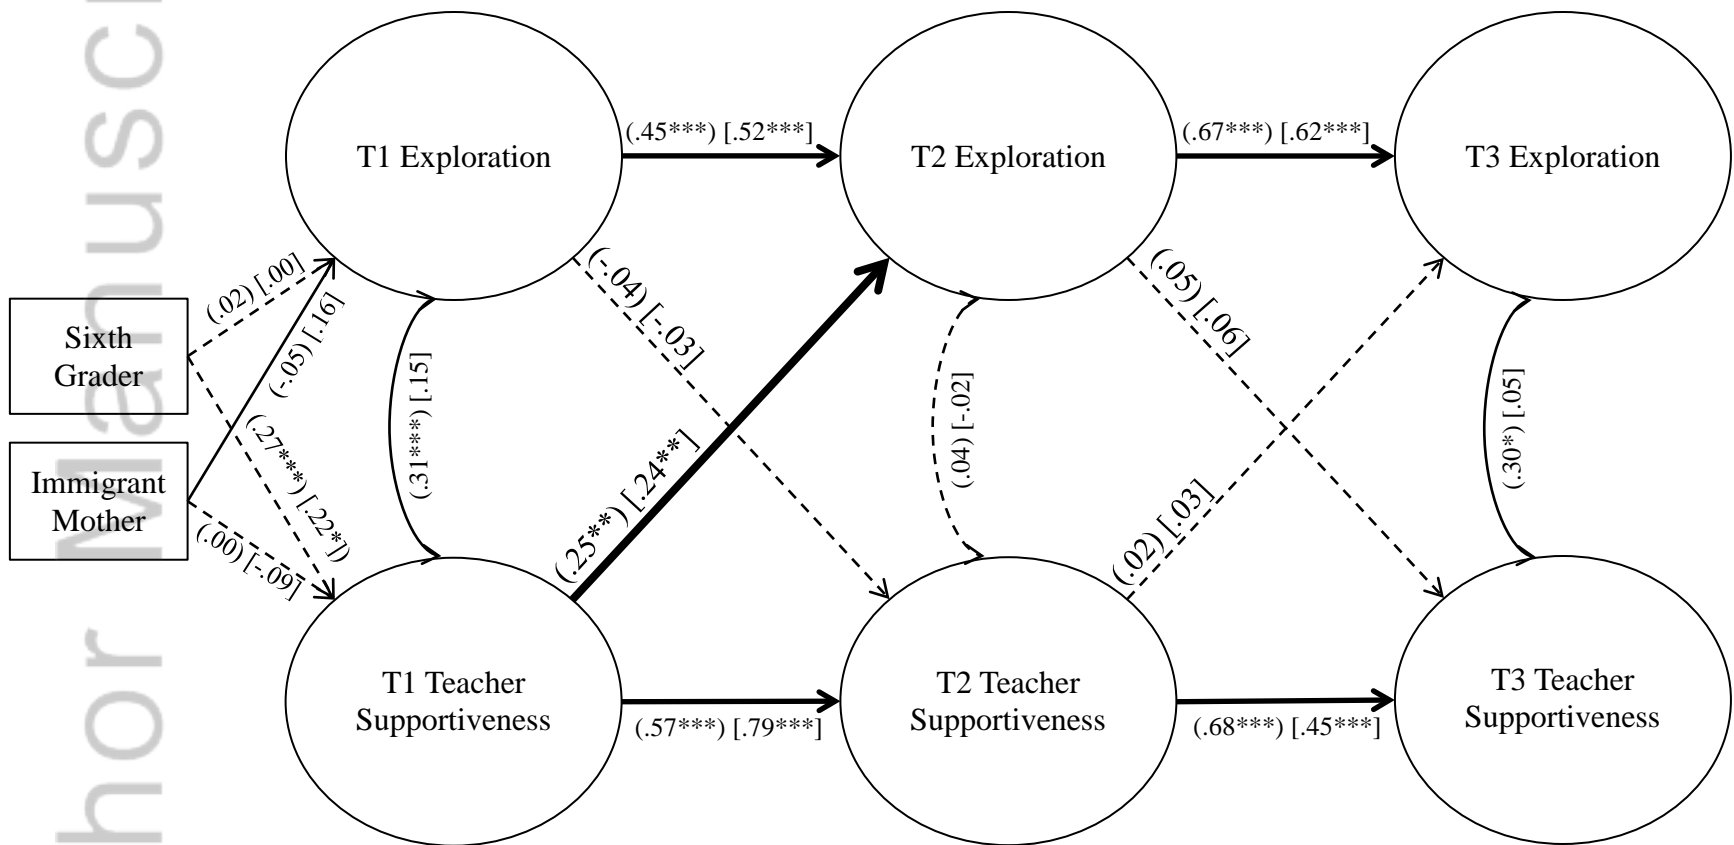 (.45***) [.52***]
(.67***) [.62***]
T1 Exploration
T2 Exploration
T3 Exploration
(.02) [.00]
(-.05) [.16]
Sixth
Grader
Immigrant
Mother
(.27***) [.22*])
(.00) [-.09]
(.31***) [.15]
(-.04) [-.03]
(.25**) [.24**]
(.04) [-.02]
(.05) [.06]
(.02) [.03]
(.30*) [.05]
T1 Teacher
Supportiveness
T2 Teacher
Supportiveness
T3 Teacher
Supportiveness
(.57***) [.79***]
(.68***) [.45***]
hor Manusc